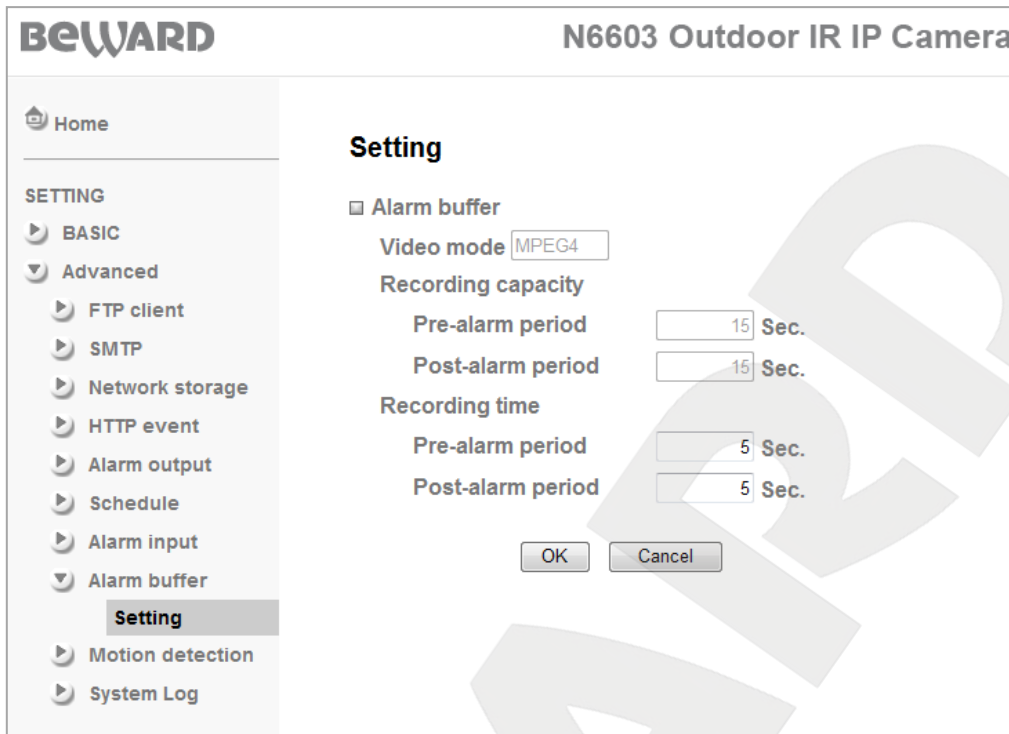 BEWARD
N6603 Outdoor IR IP Camera
Home
SETTING
BASIC
Advanced
FTP client
SMTP
Network storage
HTTP event
Alarm output
Schedule
Alarm input
Alarm buffer
Setting
Motion detection
System Log
Setting
Alarm buffer
Video mode MPEG4
Recording capacity
Pre-alarm period 15 Sec.
Post-alarm period 15 Sec.
Recording time
Pre-alarm period 5 Sec.
Post-alarm period 5 Sec.
OK Cancel
ARD